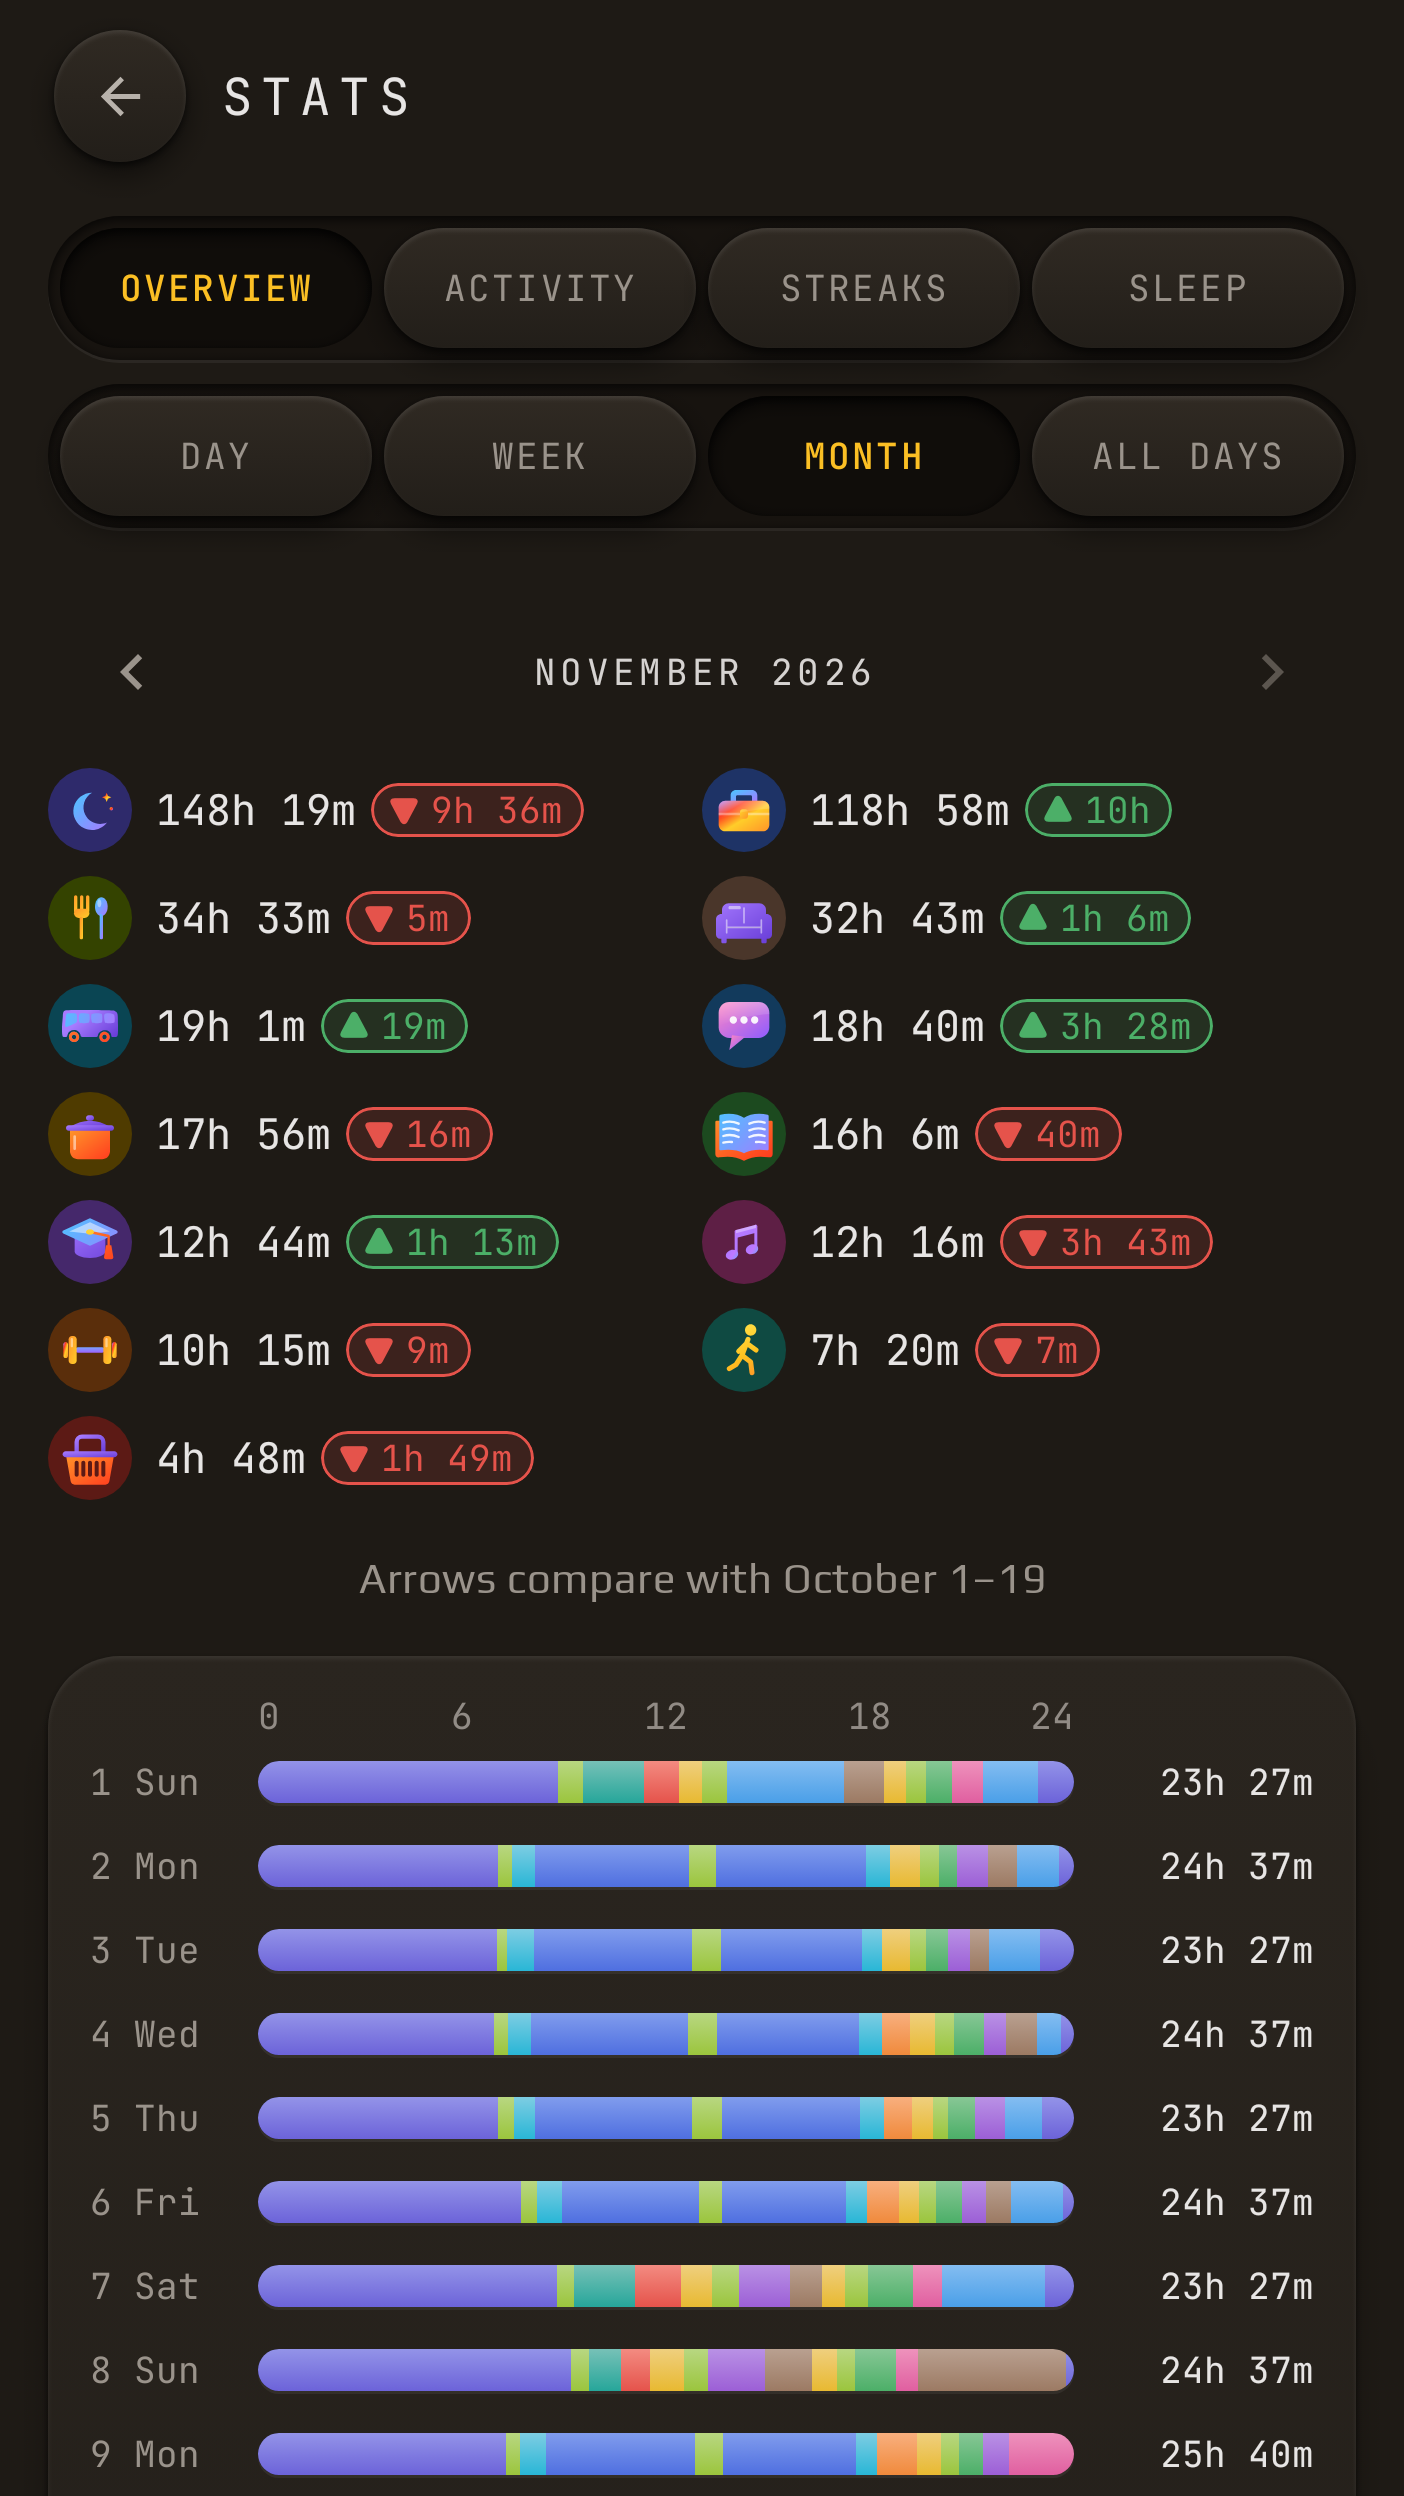 STATS
OVERVIEW ACTIVITY STREAKS SLEEP
DAY WEEK MONTH ALL DAYS
NOVEMBER 2026
148h 19m 9h 36m 118h 58m 10h
34h 33m 5m 32h 43m 1h 6m
19h 1m 19m 18h 40m 3h 28m
17h 56m 16m 16h 6m 40m
12h 44m 1h 13m 12h 16m 3h 43m
10h 15m 9m 7h 20m 7m
4h 48m 1h 49m
Arrows compare with October 1–19
0 6 12 18 24
1 Sun 23h 27m
2 Mon 24h 37m
3 Tue 23h 27m
4 Wed 24h 37m
5 Thu 23h 27m
6 Fri 24h 37m
7 Sat 23h 27m
8 Sun 24h 37m
9 Mon 25h 40m